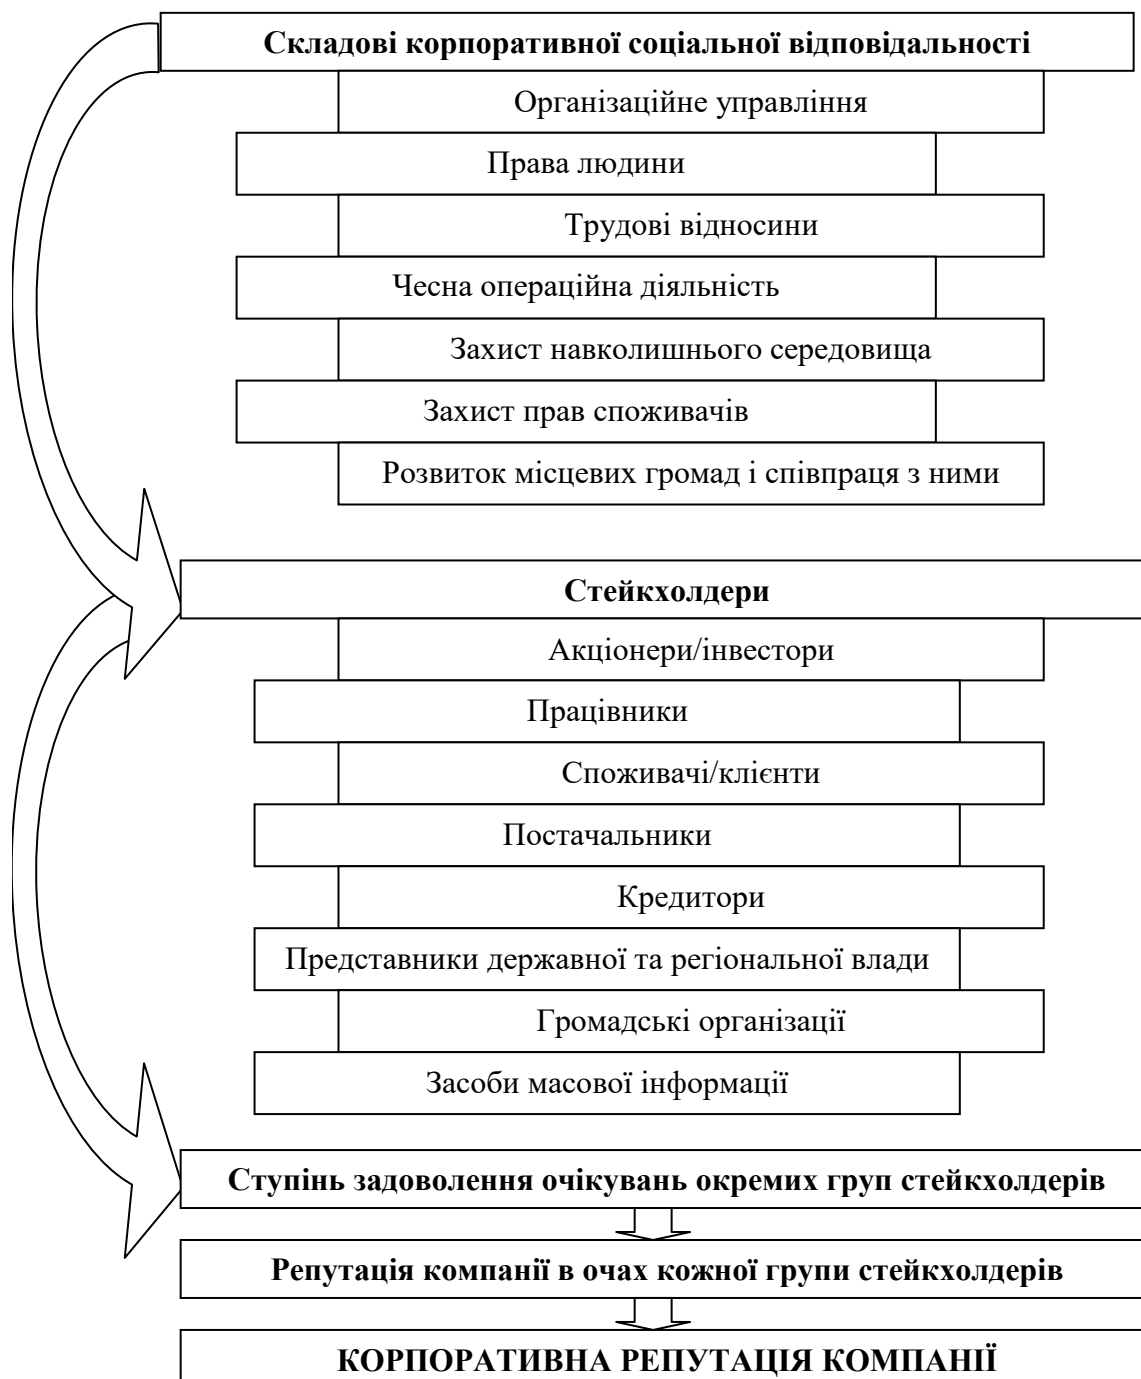 Складові корпоративної соціальної відповідальності
Організаційне управління
Права людини
Трудові відносини
Чесна операційна діяльність
Захист навколишнього середовища
Захист прав споживачів
Розвиток місцевих громад і співпраця з ними
Стейкхолдери
Акціонери/інвестори
Працівники
Споживачі/клієнти
Постачальники
Кредитори
Представники державної та регіональної влади
Громадські організації
Засоби масової інформації
Ступінь задоволення очікувань окремих груп стейкхолдерів
Репутація компанії в очах кожної групи стейкхолдерів
КОРПОРАТИВНА РЕПУТАЦІЯ КОМПАНІЇ